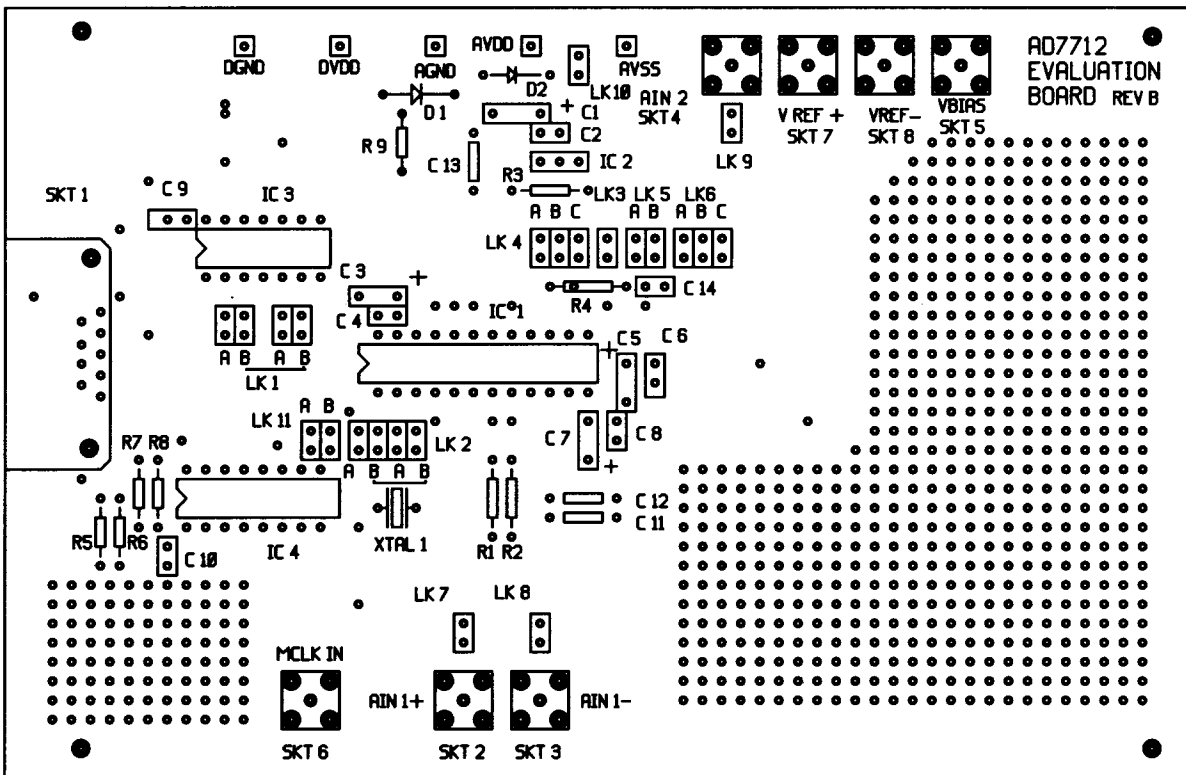 DGND
DVDD
AGND
AVDD
AVSS
AD7712
EVALUATION
BOARD REV B
D1
D2
LK10
AIN 2
SKT4
V REF +
SKT 7
VREF-
SKT 8
VBIAS
SKT 5
+
C1
C2
R 9
C 13
IC 2
LK 9
R3
SKT 1
C 9
IC 3
LK3
LK 5
LK6
A B C
A B
A B C
LK 4
C 3
+
C 4
R4
C 14
IC 1
A B
A B
LK 1
+
C 5
C 6
A B
LK 11
LK 2
C 7
C 8
+
R7
R8
A B A B
R5
R6
C 10
IC 4
XTAL 1
R1
R2
C 12
C 11
LK 7
LK 8
MCLK IN
SKT 6
AIN 1+
SKT 2
SKT 3
AIN 1-